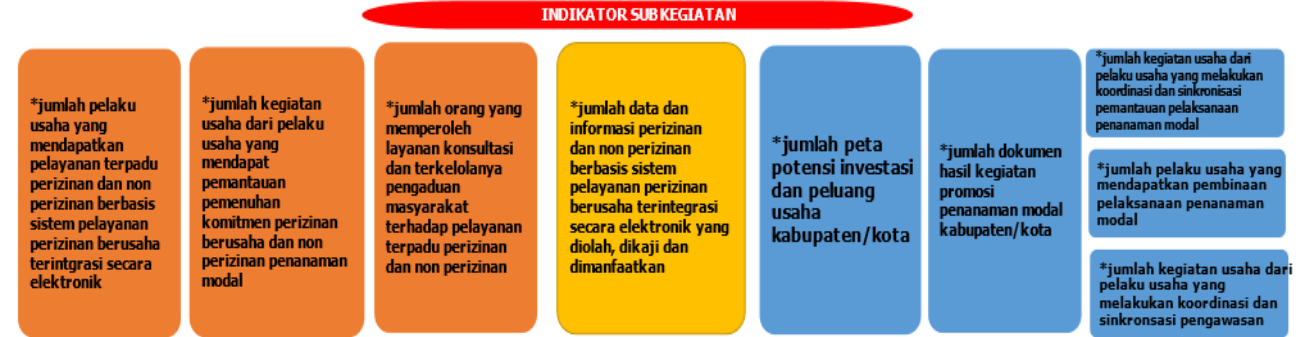 INDIKATOR SUB KEGIATAN
*jumlah pelaku
usaha yang
mendapatkan
pelayanan terpadu
perizinan dan non
perizinan berbasis
sistem pelayanan
perizinan berusaha
terintgrasi secara
elektronik
*jumlah kegiatan
usaha dari pelaku
usaha yang
mendapat
pemantauan
pemenuhan
komitmen perizinan
berusaha dan non
perizinan penanaman
modal
*jumlah orang yang
memperoleh
layanan konsultasi
dan terkelolanya
pengaduan
masyarakat
terhadap pelayanan
terpadu perizinan
dan non perizinan
*jumlah data dan
informasi perizinan
dan non perizinan
berbasis sistem
pelayanan perizinan
berusaha terintegrasi
secara elektronik yang
diolah, dikaji dan
dimanfaatkan
*jumlah peta
potensi investasi
dan peluang
usaha
kabupaten/kota
*jumlah dokumen
hasil kegiatan
promosi
penanaman modal
kabupaten/kota
*jumlah kegiatan usaha dari
pelaku usaha yang melakukan
koordinasi dan sinkronisasi
pemantauan pelaksanaan
penanaman modal
*jumlah pelaku usaha yang
mendapatkan pembinaan
pelaksanaan penanaman
modal
*jumlah kegiatan usaha dari
pelaku usaha yang
melakukan koordinasi dan
sinkronsasi pengawasan